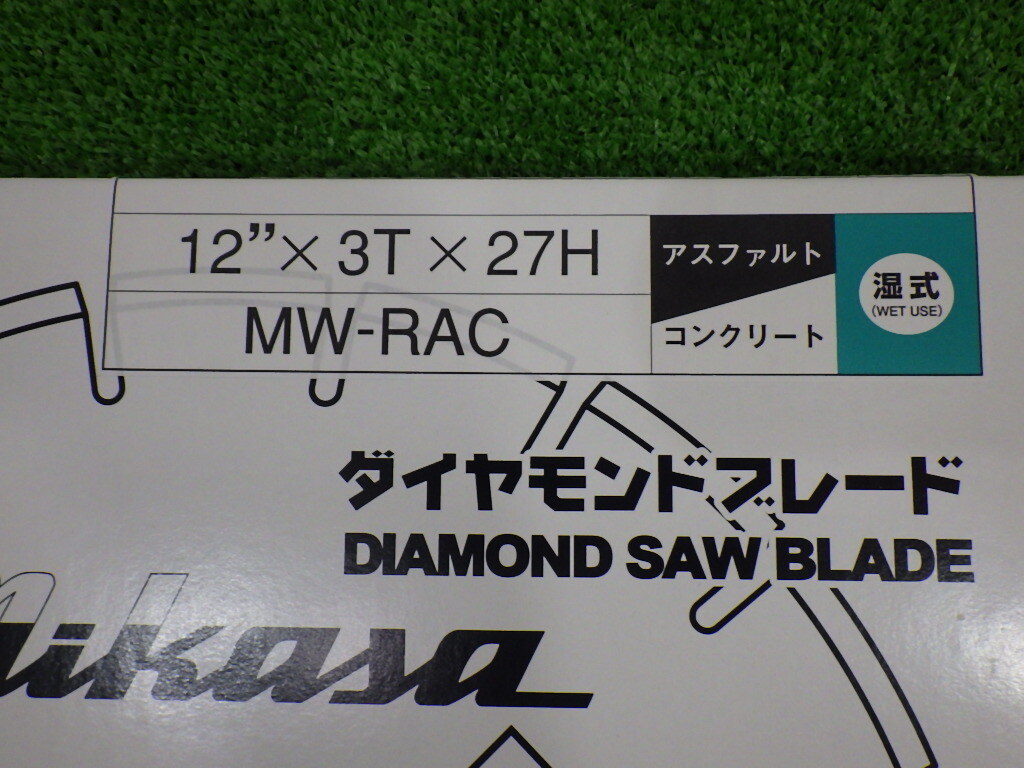 12”× 3T × 27H
MW-RAC
アスファルト
コンクリート
湿式
(WET USE)
ダイヤモンドブレード
DIAMOND SAW BLADE
mikasa